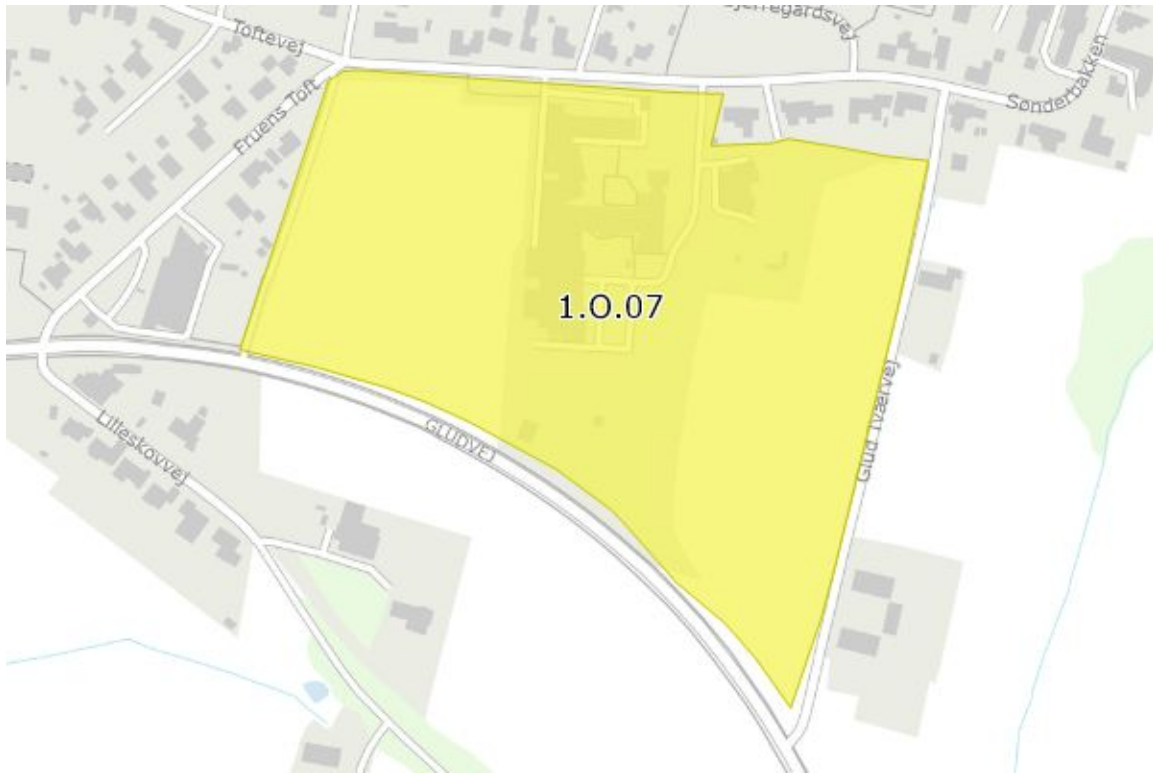 Toftevej
Fruens Toft
Sønderbakken
1.O.07
Glud Tværvej
GLUDVEJ
Lilleskovvej